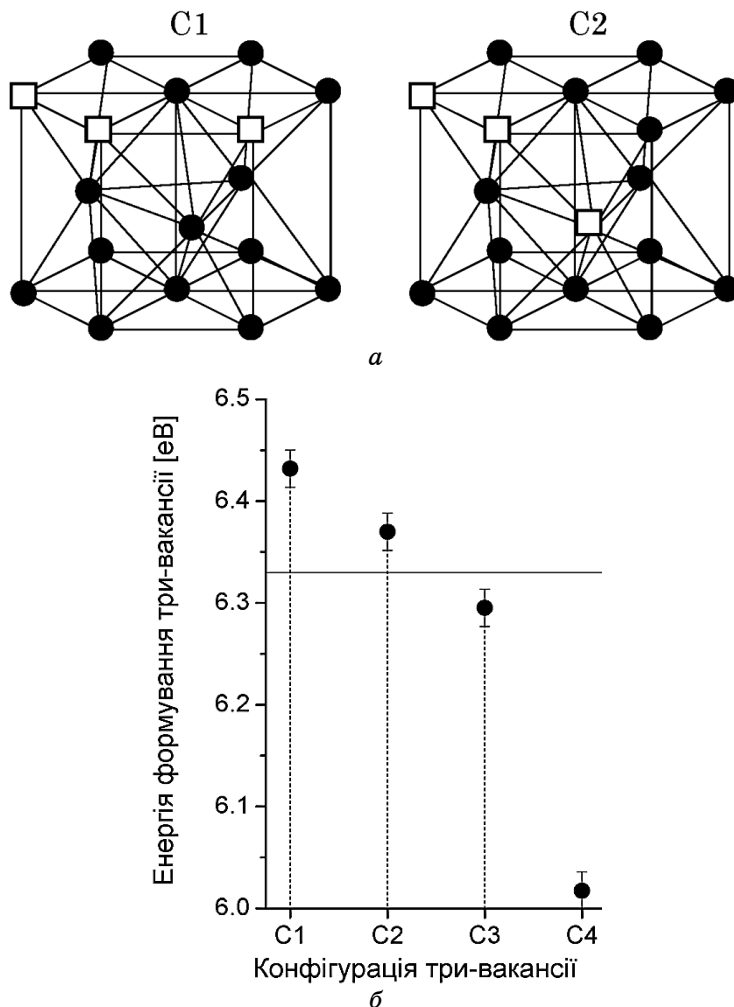 C1
C2
а
6.5
6.4
6.3
6.2
6.1
6.0
Енергія формування три-вакансії [еВ]
C1 C2 C3 C4
Конфігурація три-вакансії
б